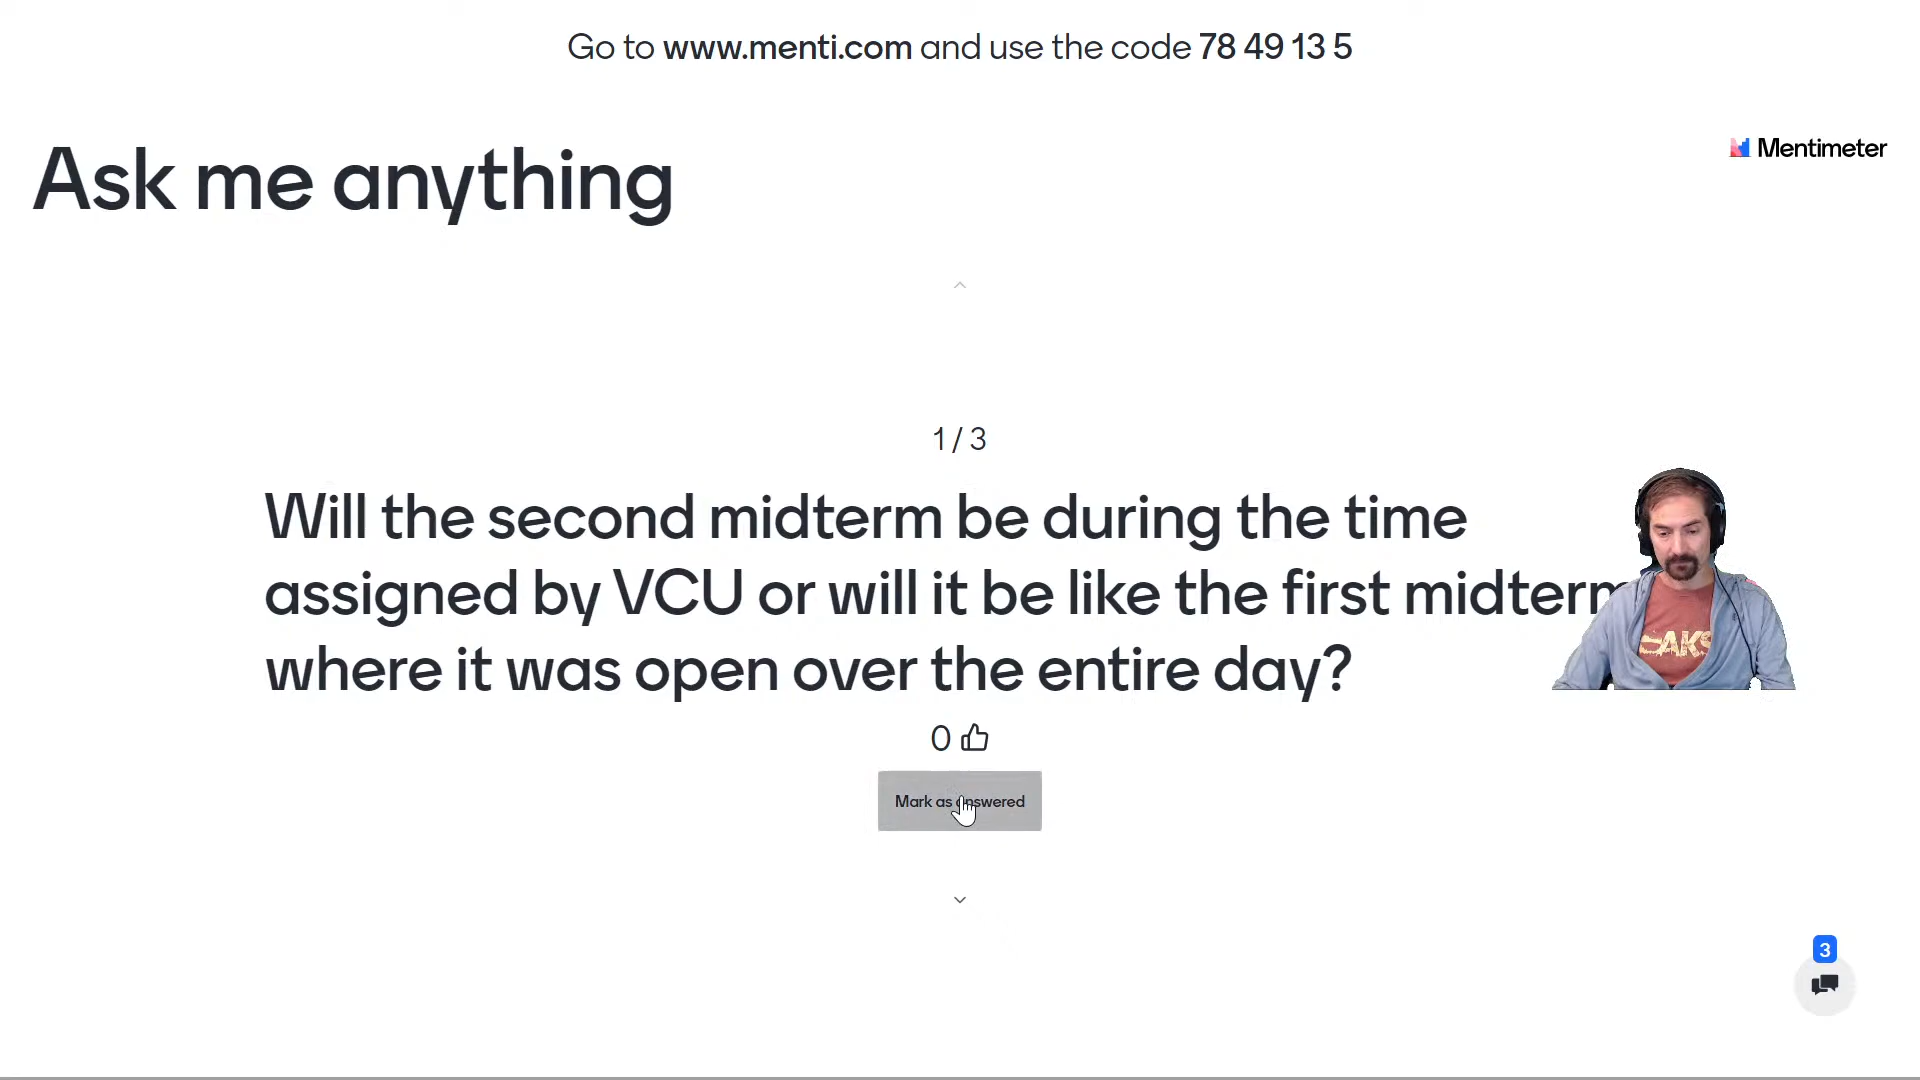 Go to www.menti.com and use the code 78 49 13 5
Ask me anything
Mentimeter
1 / 3
Will the second midterm be during the time
assigned by VCU or will it be like the first midterm
where it was open over the entire day?
0
Mark as answered
3